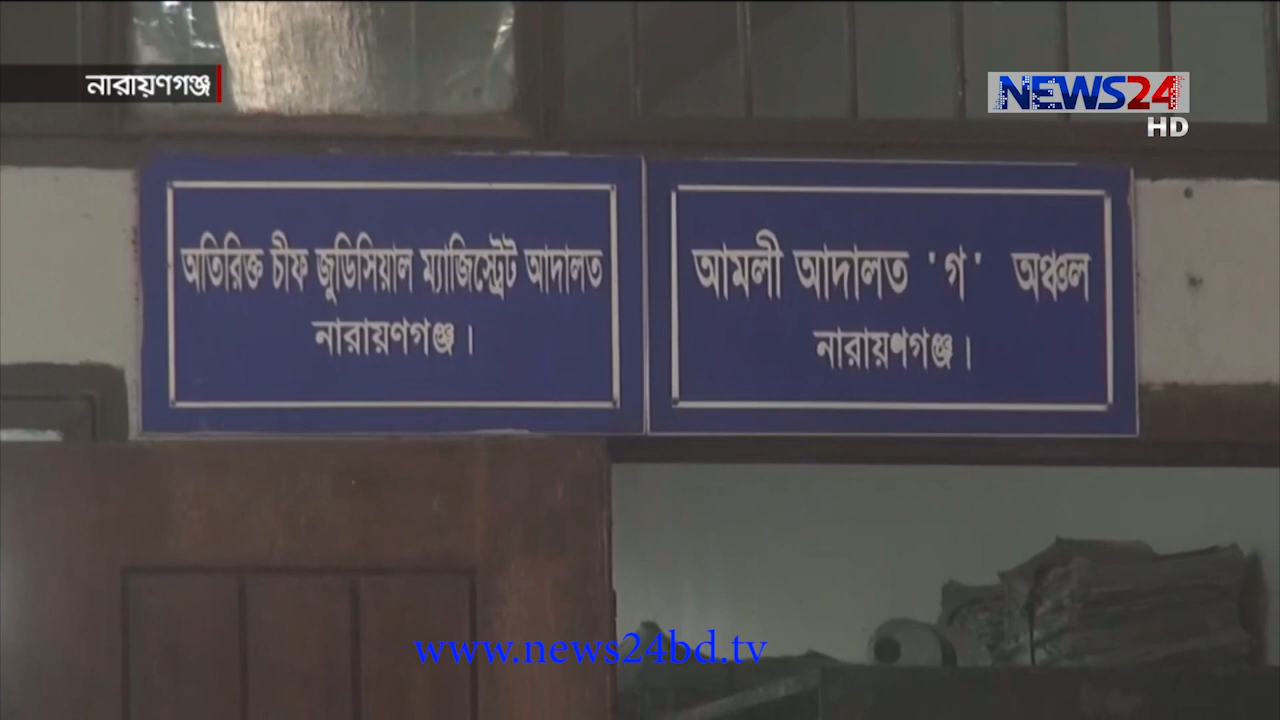 নারায়ণগঞ্জ
NEWS24
HD
অতিরিক্ত চীফ জুডিসিয়াল ম্যাজিস্ট্রেট আদালত
নারায়ণগঞ্জ।
আমলী আদালত 'গ' অঞ্চল
নারায়ণগঞ্জ।
www.news24bd.tv